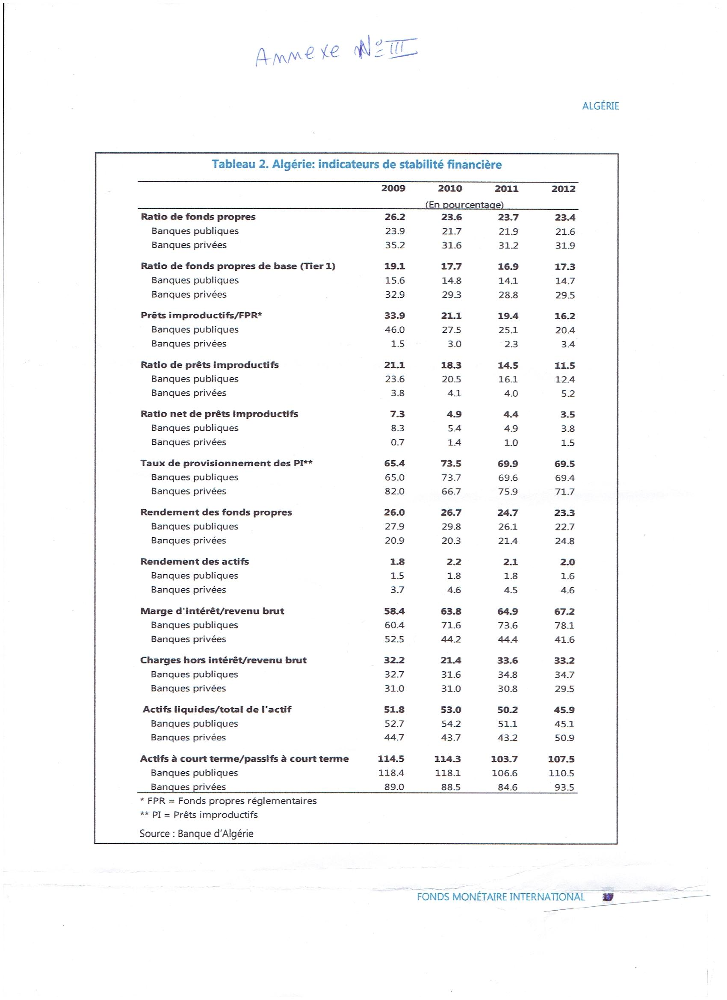 Annexe N° III
ALGÉRIE
Tableau 2. Algérie: indicateurs de stabilité financière
2009 2010 2011 2012
(En pourcentage)
Ratio de fonds propres 26.2 23.6 23.7 23.4
Banques publiques 23.9 21.7 21.9 21.6
Banques privées 35.2 31.6 31.2 31.9
Ratio de fonds propres de base (Tier 1) 19.1 17.7 16.9 17.3
Banques publiques 15.6 14.8 14.1 14.7
Banques privées 32.9 29.3 28.8 29.5
Prêts improductifs/FPR* 33.9 21.1 19.4 16.2
Banques publiques 46.0 27.5 25.1 20.4
Banques privées 1.5 3.0 2.3 3.4
Ratio de prêts improductifs 21.1 18.3 14.5 11.5
Banques publiques 23.6 20.5 16.1 12.4
Banques privées 3.8 4.1 4.0 5.2
Ratio net de prêts improductifs 7.3 4.9 4.4 3.5
Banques publiques 8.3 5.4 4.9 3.8
Banques privées 0.7 1.4 1.0 1.5
Taux de provisionnement des PI** 65.4 73.5 69.9 69.5
Banques publiques 65.0 73.7 69.6 69.4
Banques privées 82.0 66.7 75.9 71.7
Rendement des fonds propres 26.0 26.7 24.7 23.3
Banques publiques 27.9 29.8 26.1 22.7
Banques privées 20.9 20.3 21.4 24.8
Rendement des actifs 1.8 2.2 2.1 2.0
Banques publiques 1.5 1.8 1.8 1.6
Banques privées 3.7 4.6 4.5 4.6
Marge d'intérêt/revenu brut 58.4 63.8 64.9 67.2
Banques publiques 60.4 71.6 73.6 78.1
Banques privées 52.5 44.2 44.4 41.6
Charges hors intérêt/revenu brut 32.2 21.4 33.6 33.2
Banques publiques 32.7 31.6 34.8 34.7
Banques privées 31.0 31.0 30.8 29.5
Actifs liquides/total de l'actif 51.8 53.0 50.2 45.9
Banques publiques 52.7 54.2 51.1 45.1
Banques privées 44.7 43.7 43.2 50.9
Actifs à court terme/passifs à court terme 114.5 114.3 103.7 107.5
Banques publiques 118.4 118.1 106.6 110.5
Banques privées 89.0 88.5 84.6 93.5
* FPR = Fonds propres réglementaires
** PI = Prêts improductifs
Source : Banque d'Algérie
FONDS MONÉTAIRE INTERNATIONAL